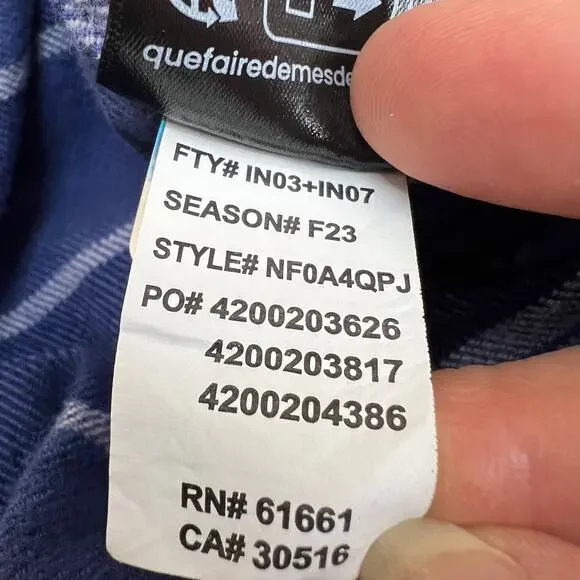 quefairedemesde
FTY# IN03+IN07
SEASON# F23
STYLE# NF0A4QPJ
PO# 4200203626
4200203817
4200204386
RN# 61661
CA# 30516